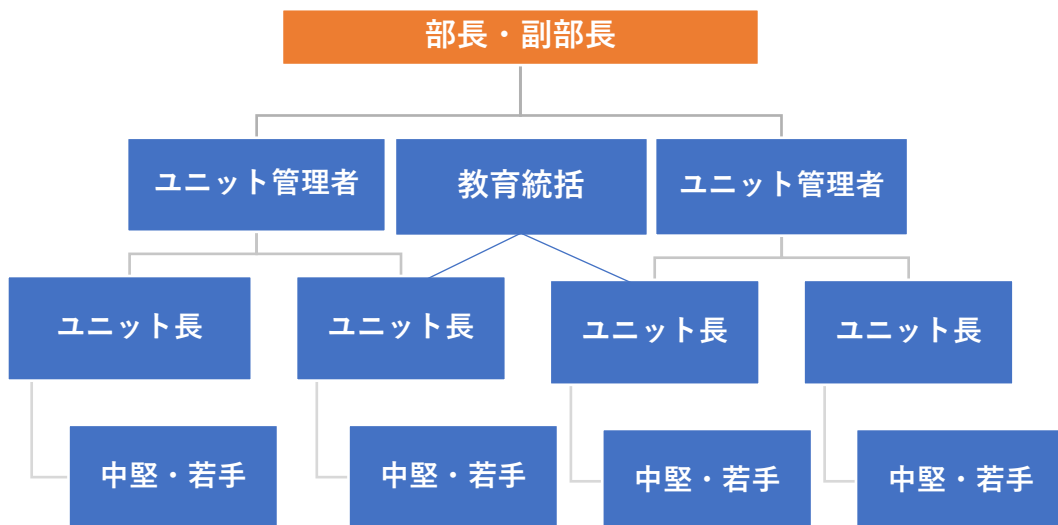 部長・副部長
ユニット管理者
教育統括
ユニット管理者
ユニット長
ユニット長
ユニット長
ユニット長
中堅・若手
中堅・若手
中堅・若手
中堅・若手